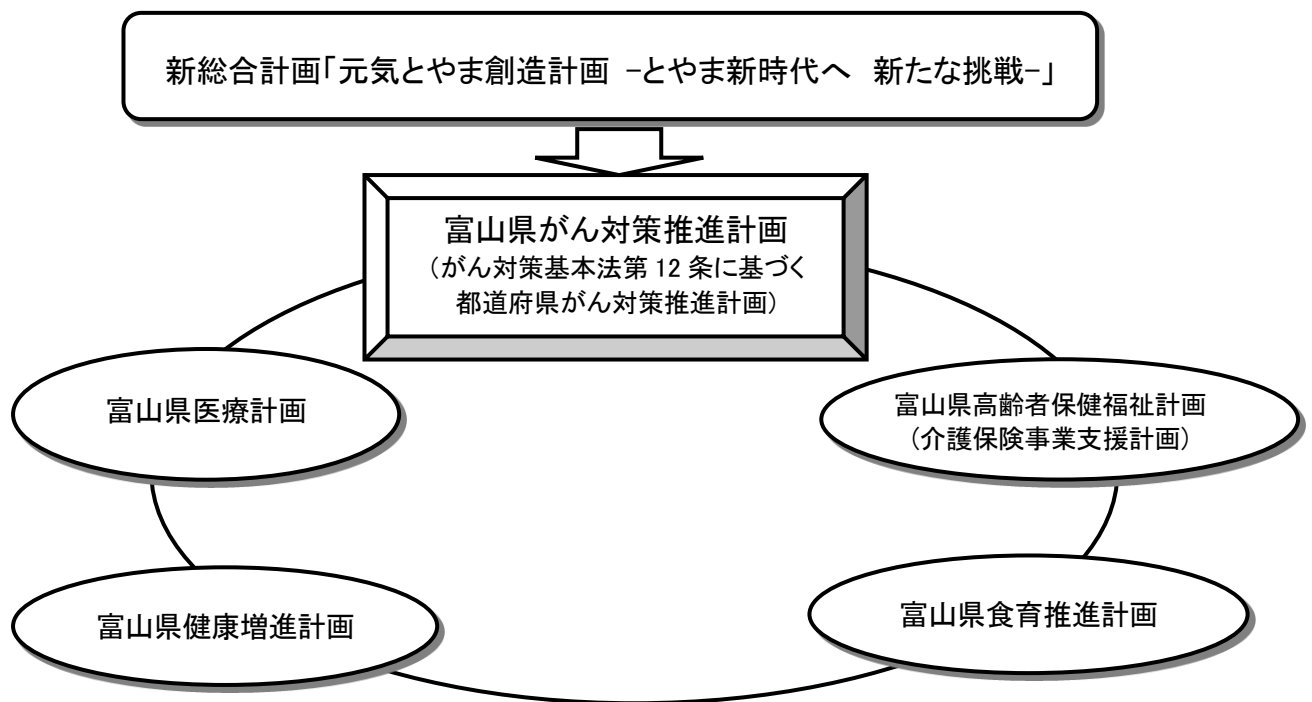 新総合計画「元気とやま創造計画 -とやま新時代へ 新たな挑戦-」
富山県がん対策推進計画
(がん対策基本法第 12 条に基づく
都道府県がん対策推進計画)
富山県医療計画
富山県高齢者保健福祉計画
(介護保険事業支援計画)
富山県健康増進計画
富山県食育推進計画